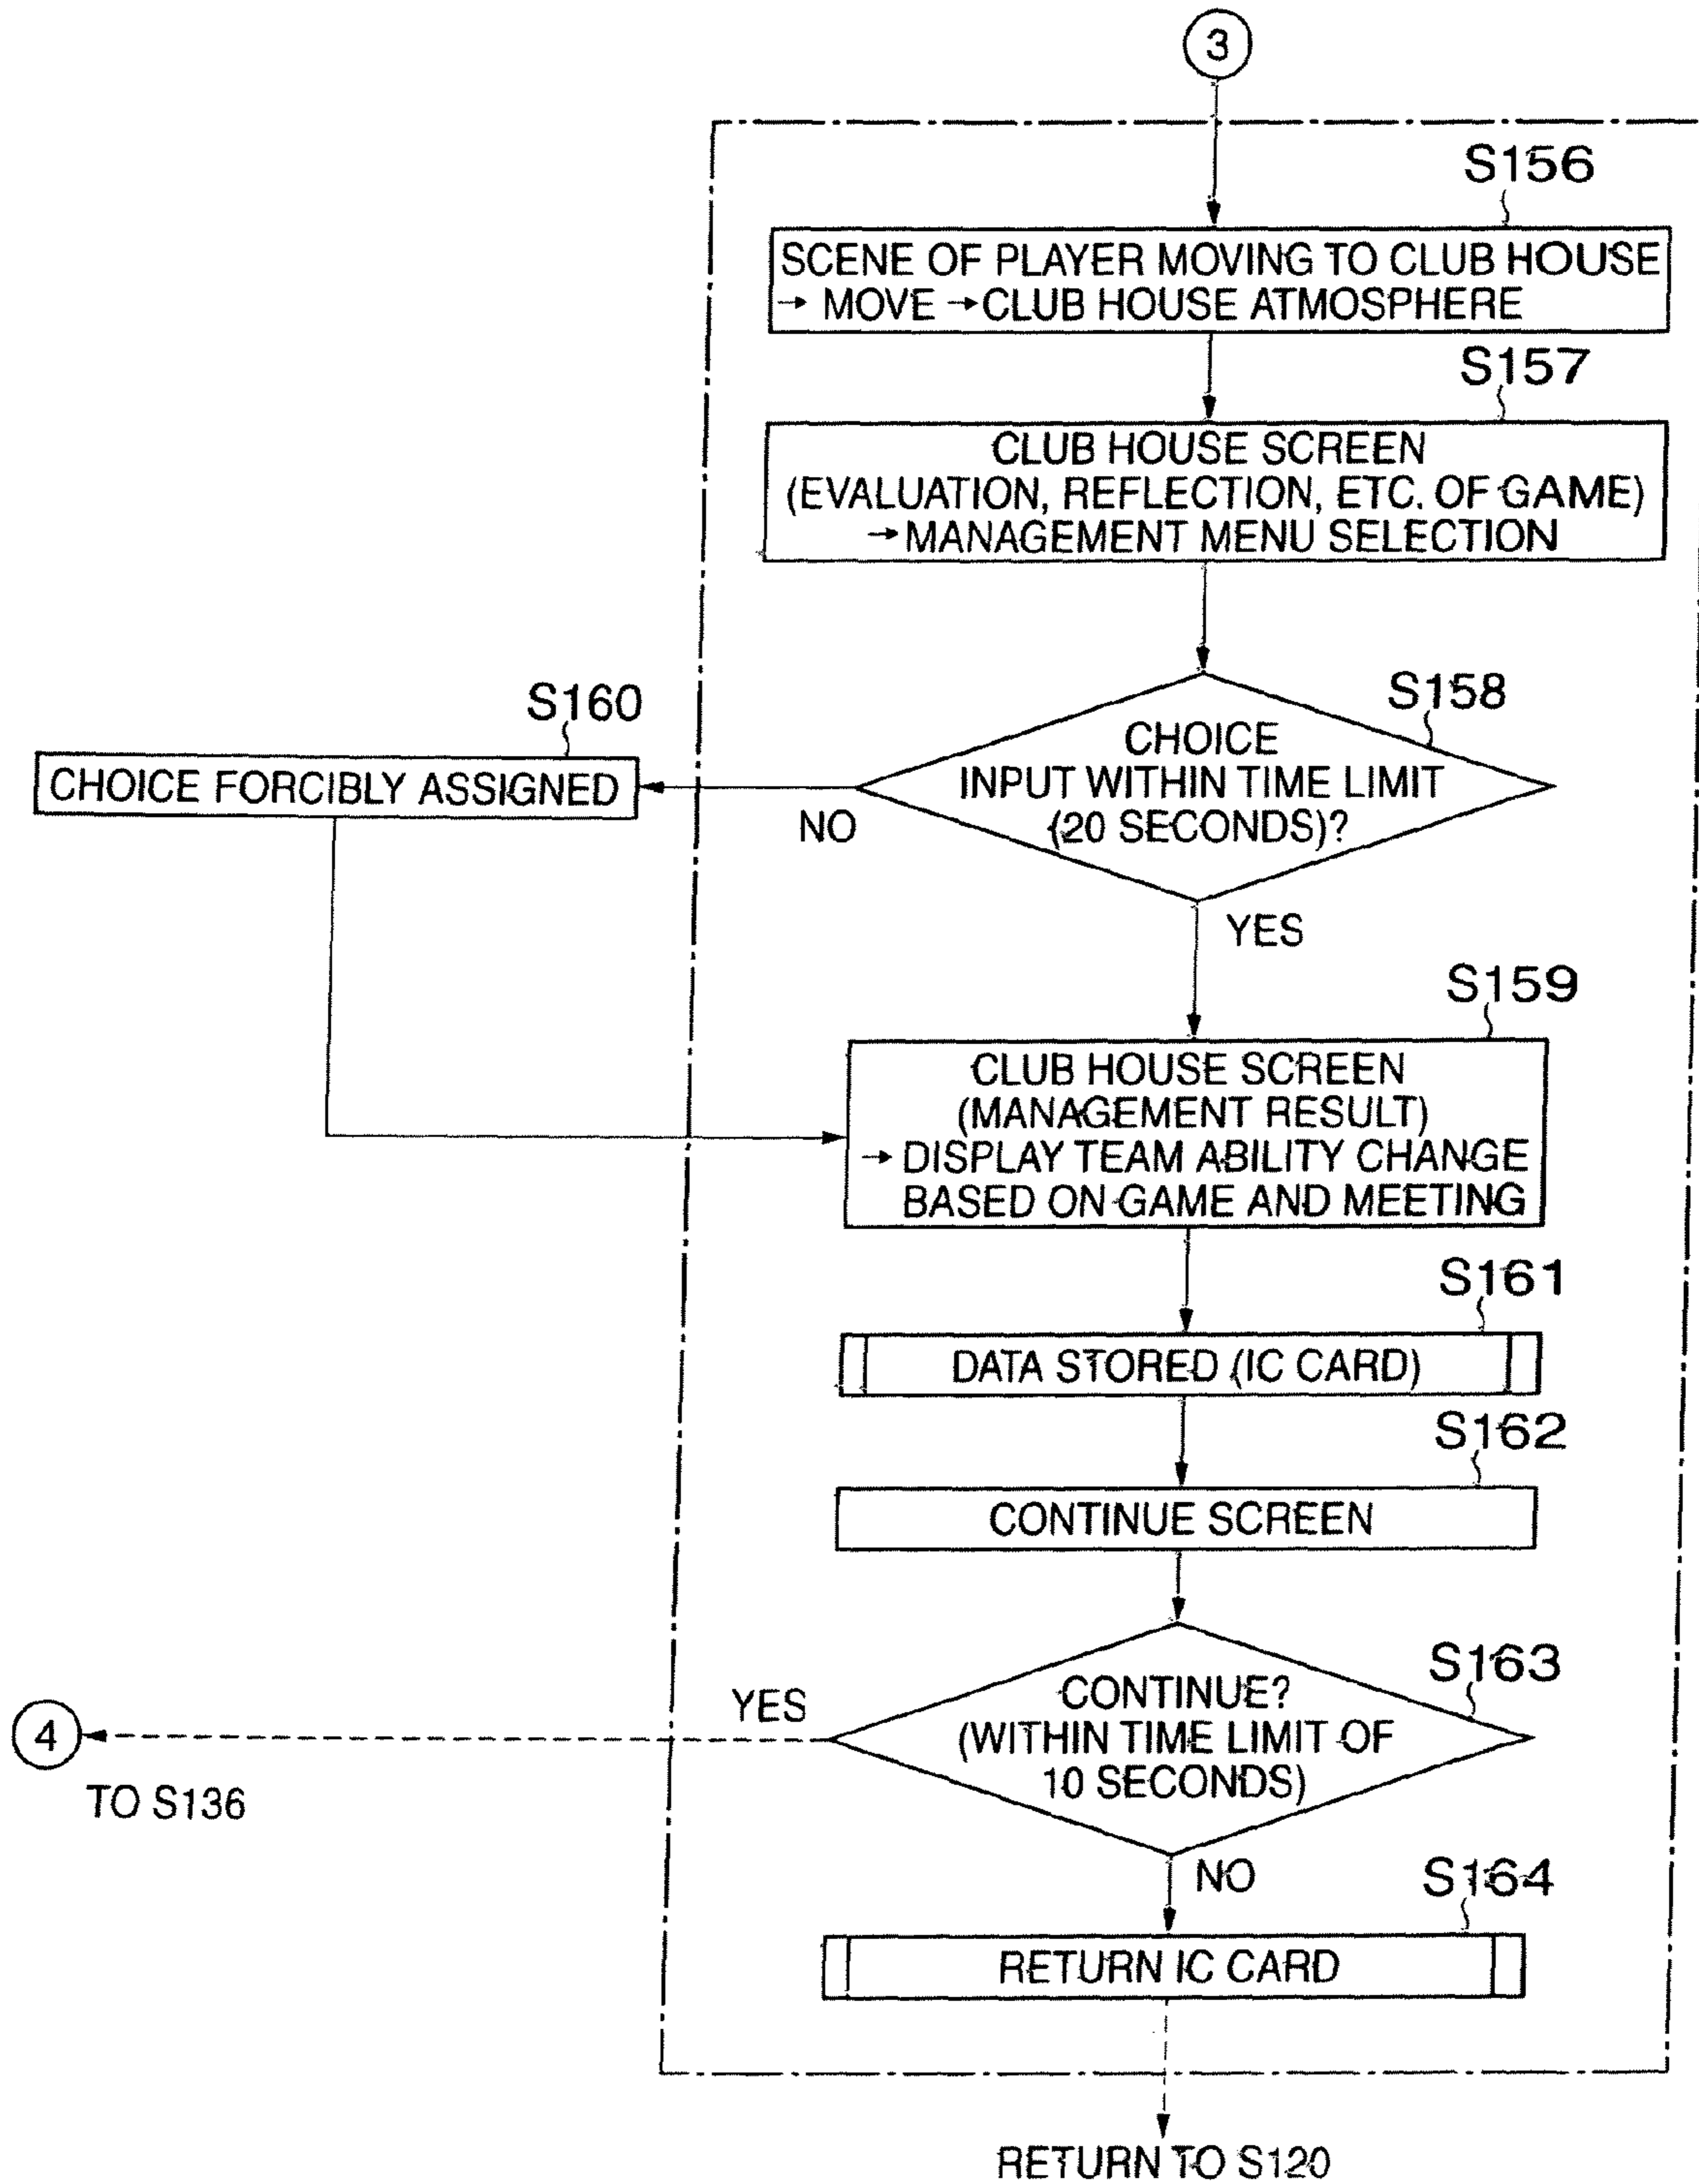 3
S156
SCENE OF PLAYER MOVING TO CLUB HOUSE
→ MOVE → CLUB HOUSE ATMOSPHERE
S157
CLUB HOUSE SCREEN
(EVALUATION, REFLECTION, ETC. OF GAME)
→ MANAGEMENT MENU SELECTION
S158
CHOICE
INPUT WITHIN TIME LIMIT
(20 SECONDS)?
S160
CHOICE FORCIBLY ASSIGNED
NO
YES
S159
CLUB HOUSE SCREEN
(MANAGEMENT RESULT)
→ DISPLAY TEAM ABILITY CHANGE
BASED ON GAME AND MEETING
S161
DATA STORED (IC CARD)
S162
CONTINUE SCREEN
S163
CONTINUE?
(WITHIN TIME LIMIT OF
10 SECONDS)
YES
4
TO S136
NO
S164
RETURN IC CARD
RETURN TO S120